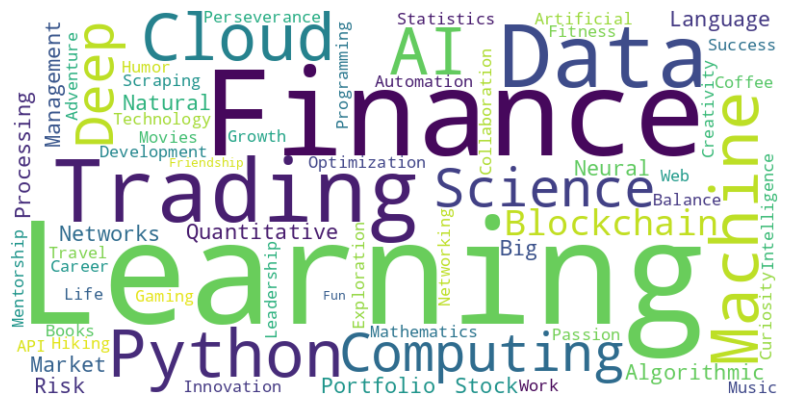 Perseverance
Statistics
Artificial
Language
Cloud
AI
Data
Fitness
Success
Management
Adventure
Deep
Humor
Scraping
Programming
Automation
Collaboration
Creativity
Coffee
Finance
Natural
Technology
Movies
Growth
Development
Processing
Friendship
Optimization
Neural
Web
Machine
Trading
Science
Balance
Intelligence
Quantitative
Blockchain
Networks
Big
Travel
Career
Mentorship
Leadership
Exploration
Networking
Curiosity
Learning
Life
Gaming
Fun
Books
API
Hiking
Python
Mathematics
Computing
Passion
Market
Algorithmic
Risk
Innovation
Portfolio
Stock
Work
Music